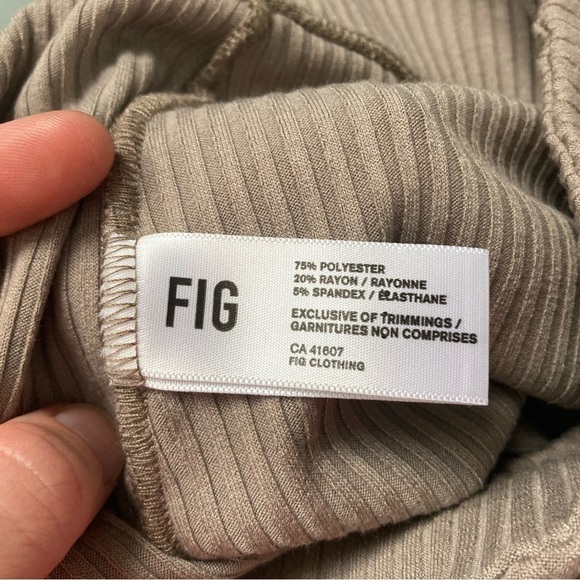 FIG
75% POLYESTER
20% RAYON / RAYONNE
5% SPANDEX / ÉLASTHANE
EXCLUSIVE OF TRIMMINGS /
GARNITURES NON COMPRISES
CA 41607
FIG CLOTHING